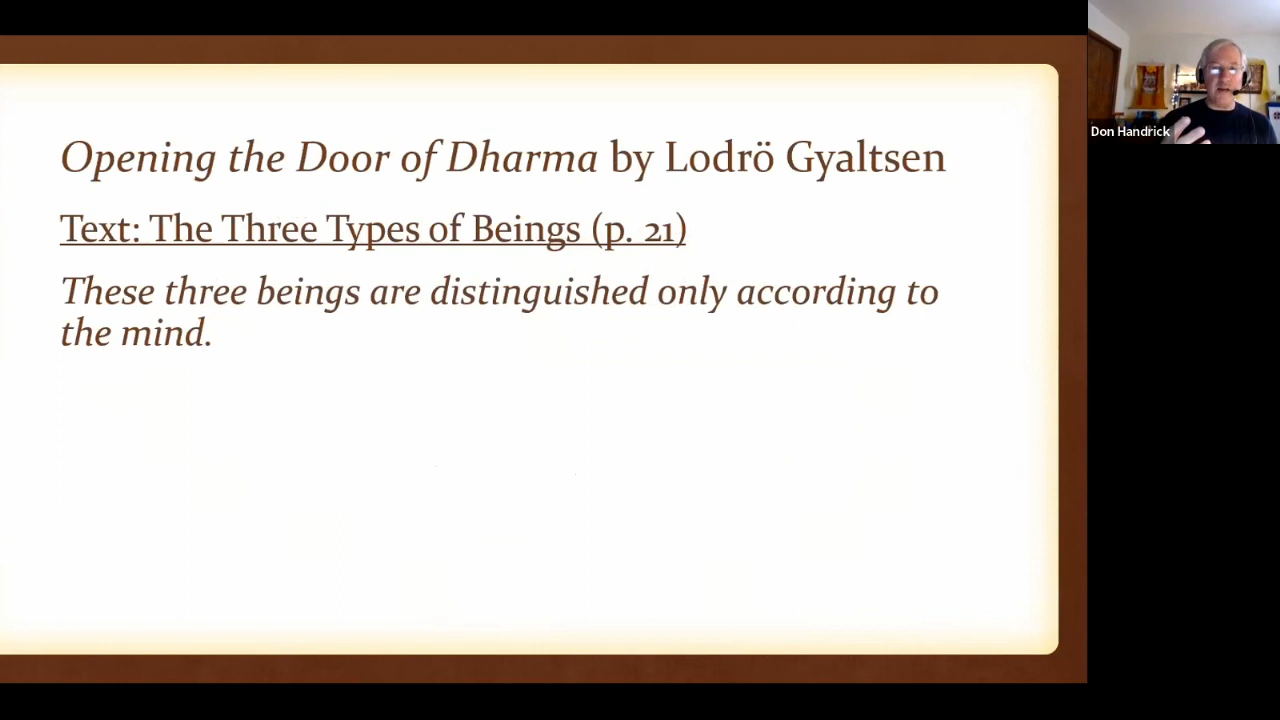 Opening the Door of Dharma by Lodrö Gyaltsen
Text: The Three Types of Beings (p. 21)
These three beings are distinguished only according to
the mind.
Don Handrick